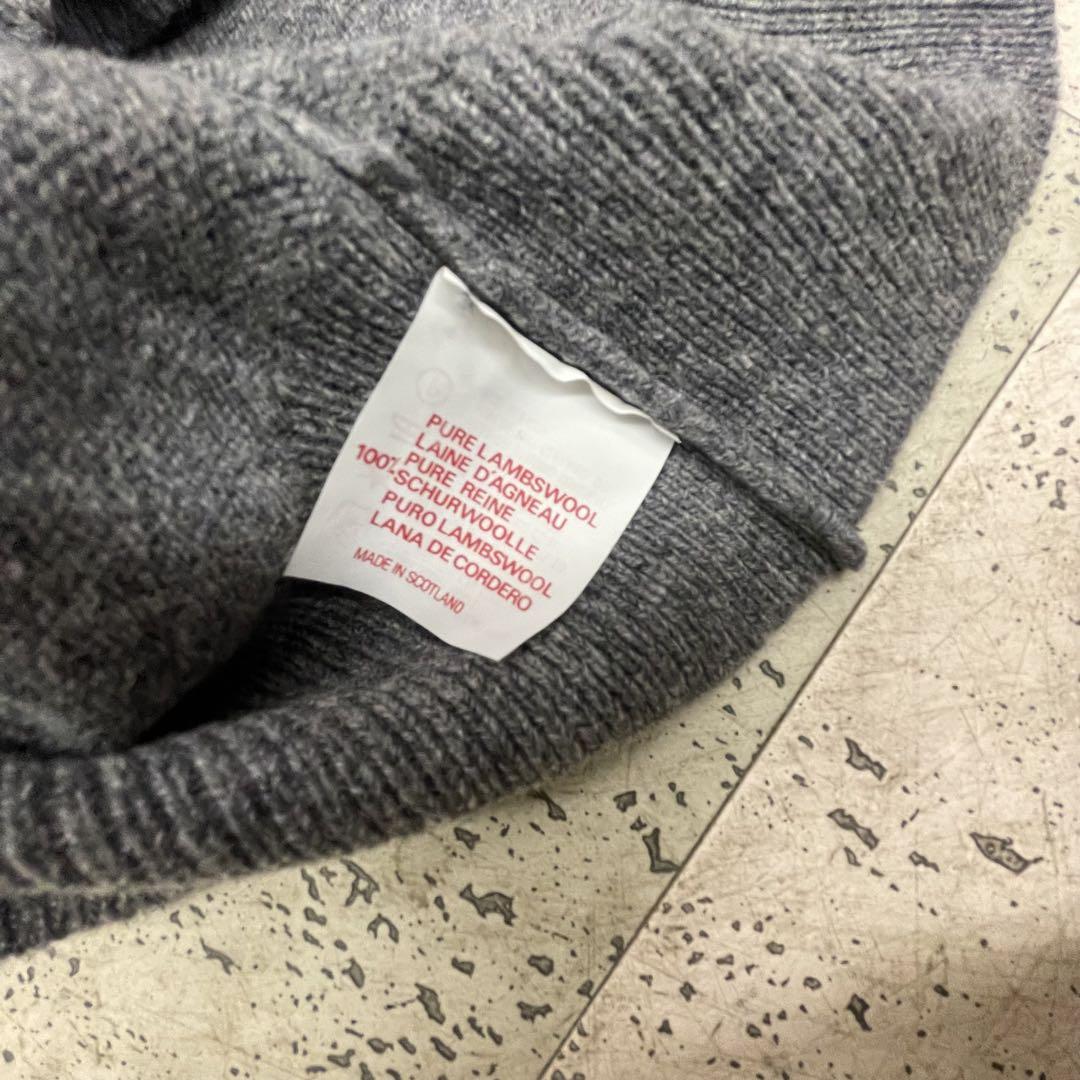 PURE LAMBSWOOL
LAINE D'AGNEAU
100% PURE REINE
-SCHURWOLLE
PURO LAMBSWOOL
LANA DE CORDERO
MADE IN SCOTLAND